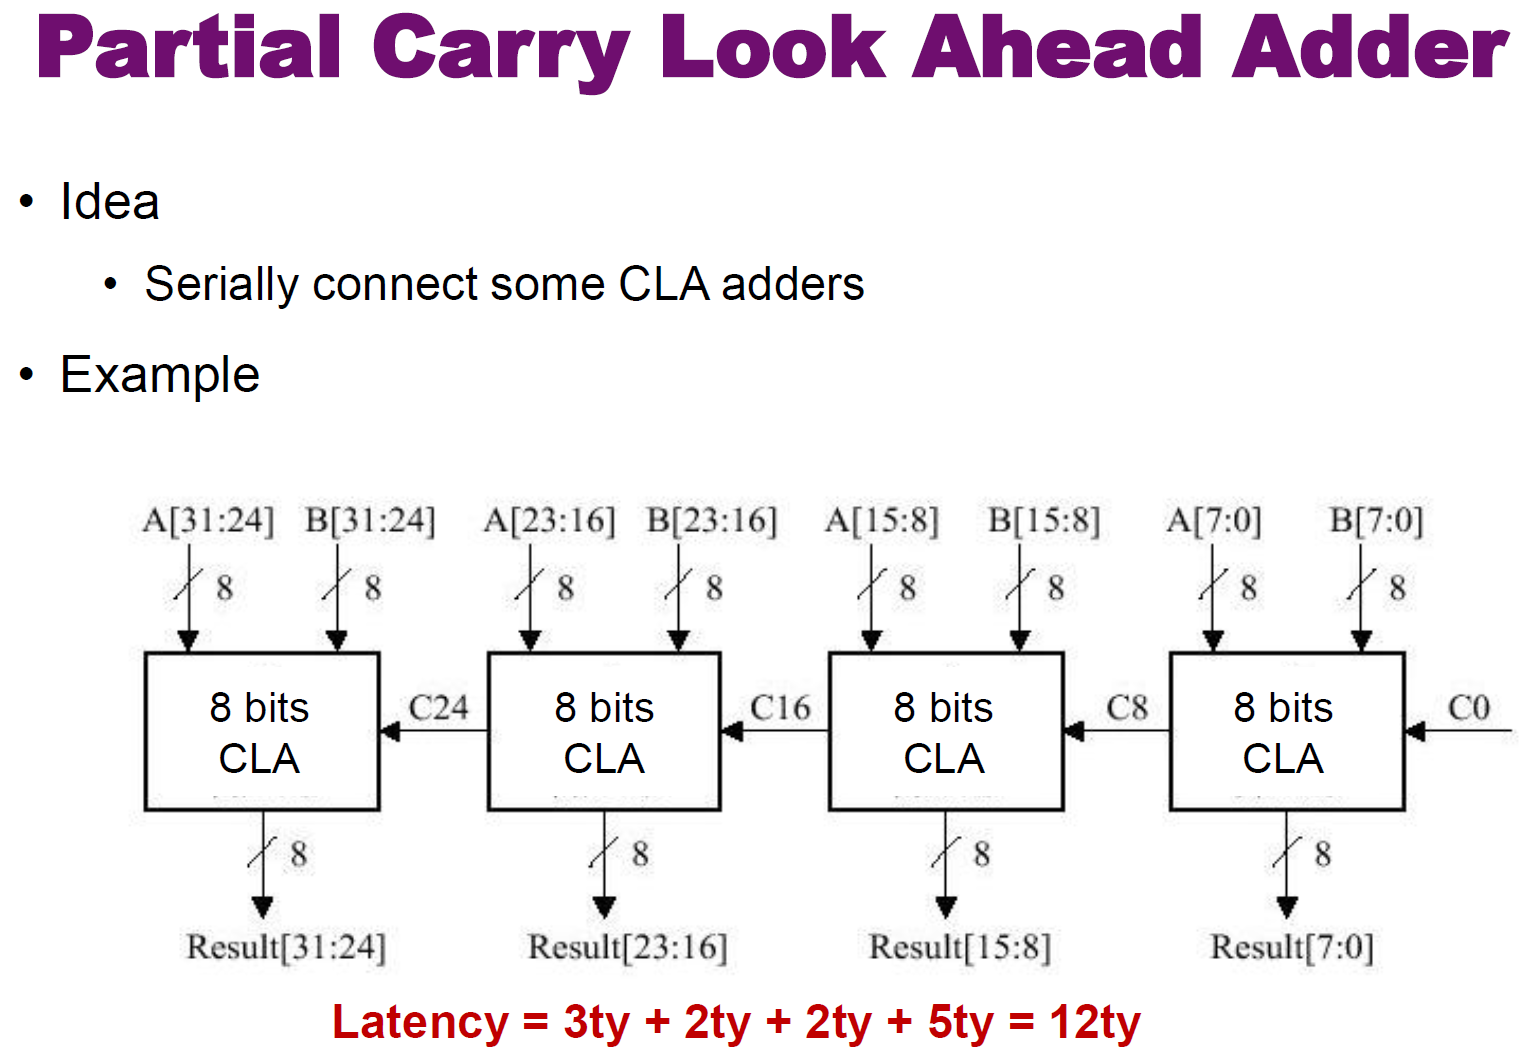 Partial Carry Look Ahead Adder
• Idea
• Serially connect some CLA adders
• Example
A[31:24] B[31:24] A[23:16] B[23:16] A[15:8] B[15:8] A[7:0] B[7:0]
8 8 8 8 8 8 8 8
8 bits CLA C24 8 bits CLA C16 8 bits CLA C8 8 bits CLA C0
8 8 8 8
Result[31:24] Result[23:16] Result[15:8] Result[7:0]
Latency = 3ty + 2ty + 2ty + 5ty = 12ty